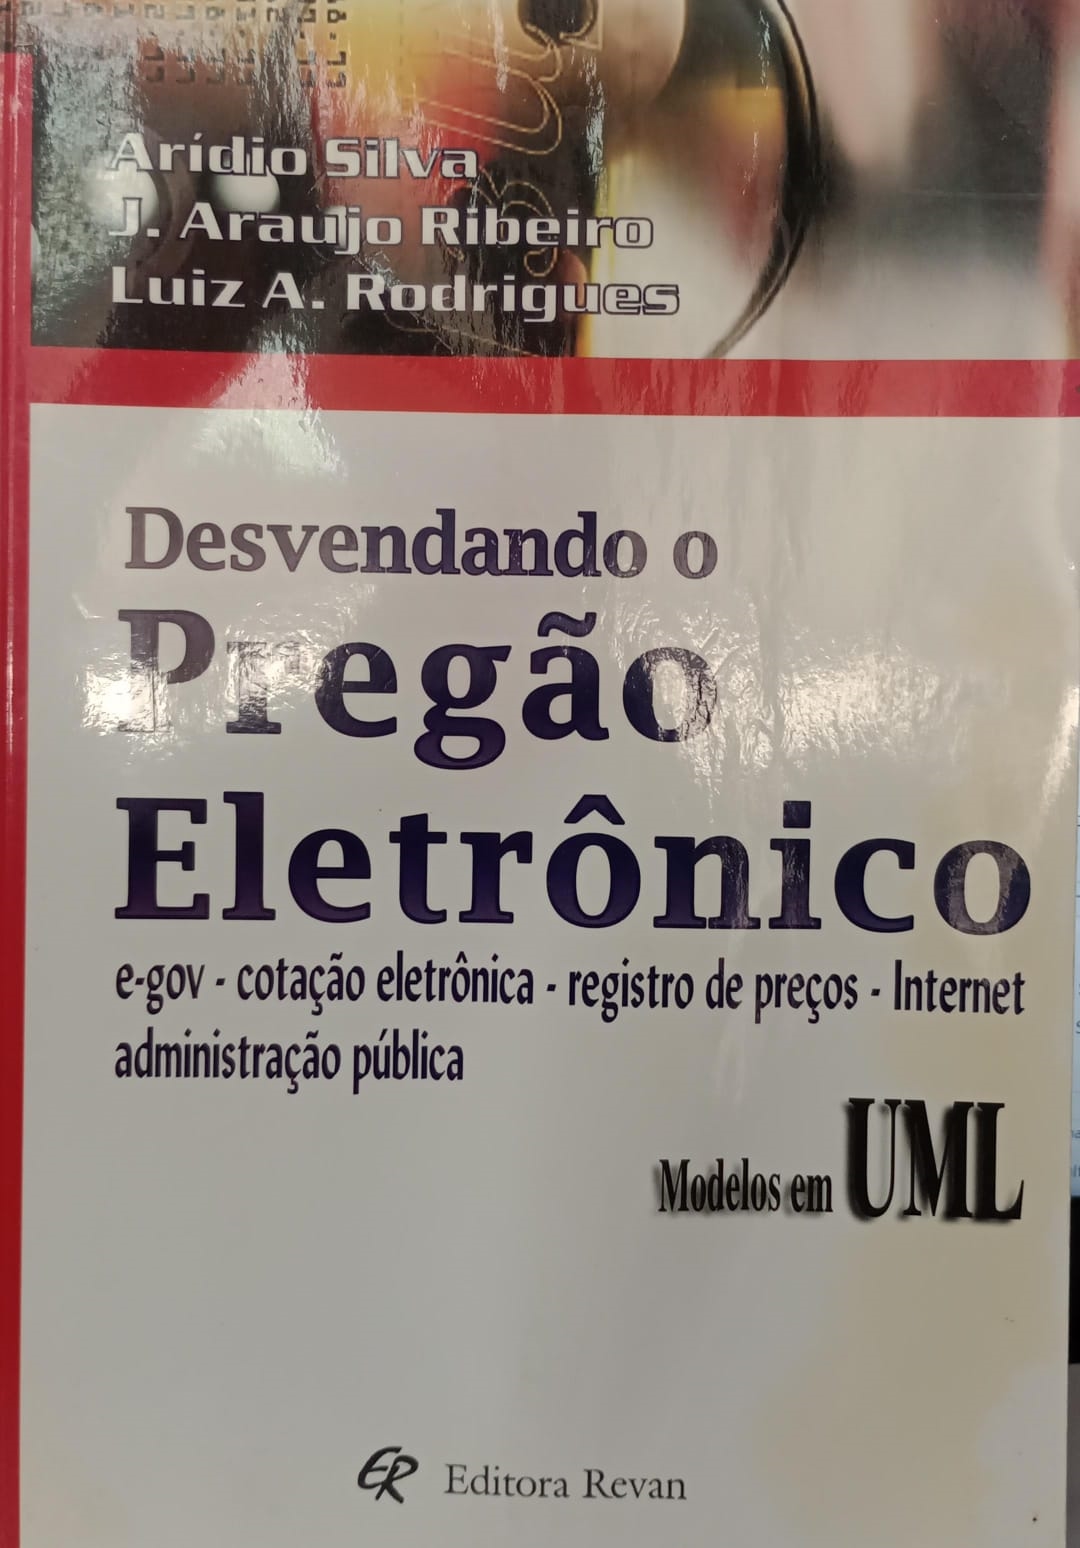 Arídio Silva
J. Araujo Ribeiro
Luiz A. Rodrigues
Desvendando o
Pregão
Eletrônico
e-gov - cotação eletrônica - registro de preços - Internet
administração pública
Modelos em UML
ER Editora Revan